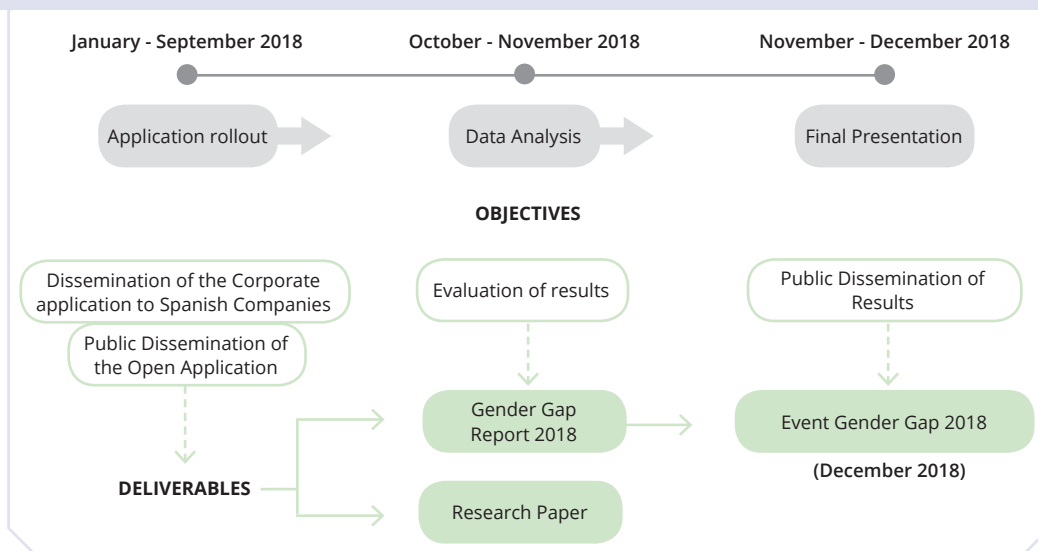 January - September 2018
October - November 2018
November - December 2018
Application rollout
Data Analysis
Final Presentation
OBJECTIVES
Dissemination of the Corporate
application to Spanish Companies
Evaluation of results
Public Dissemination of
Results
Public Dissemination of
the Open Application
Gender Gap
Report 2018
Event Gender Gap 2018
(December 2018)
DELIVERABLES
Research Paper